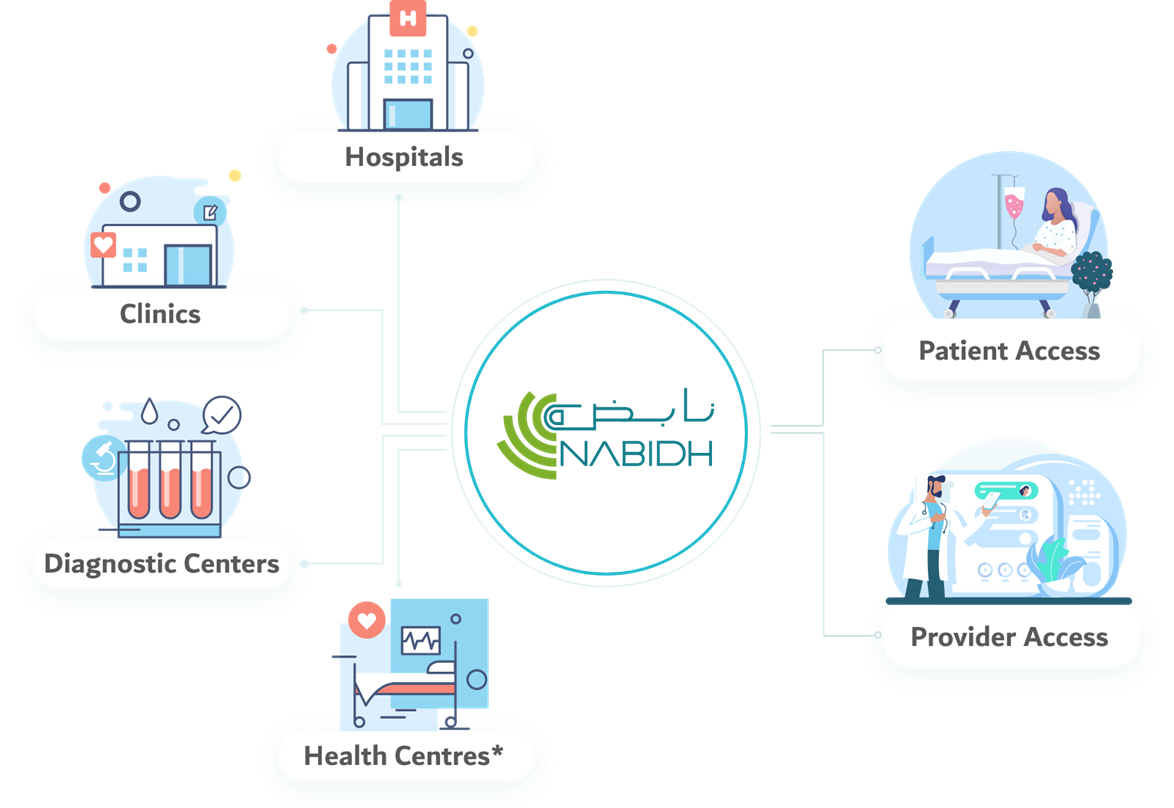 H
Hospitals
Clinics
Diagnostic Centers
Health Centres*
نابض
NABIDH
Patient Access
Provider Access